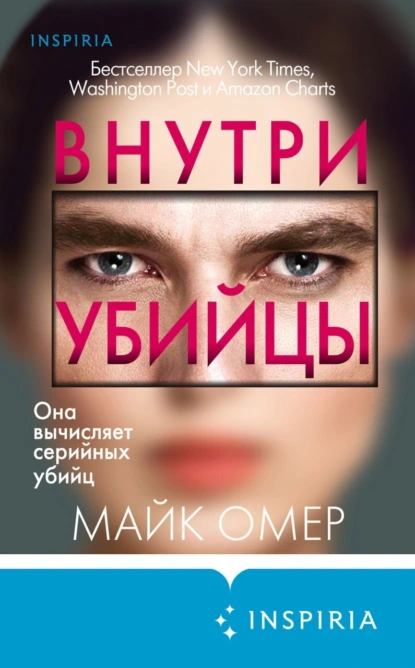 INSPIRIA
Бестселлер New York Times,
Washington Post и Amazon Charts
ВНУТРИ
УБИЙЦЫ
Она
вычисляет
серийных
убийц
МАЙК ОМЕР
INSPIRIA